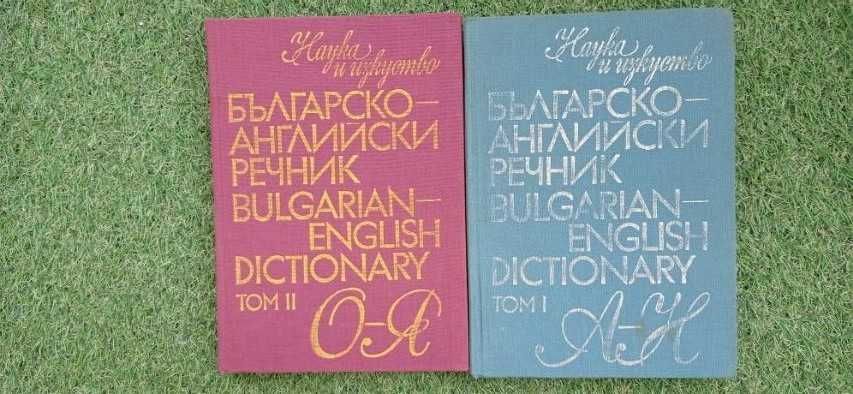 Наука
и изкуство
БЪЛГАРСКО–
АНГЛИЙСКИ
РЕЧНИК
BULGARIAN–
ENGLISH
DICTIONARY
ТОМ II
О–Я
Наука
и изкуство
БЪЛГАРСКО–
АНГЛИЙСКИ
РЕЧНИК
BULGARIAN–
ENGLISH
DICTIONARY
ТОМ I
А–Н